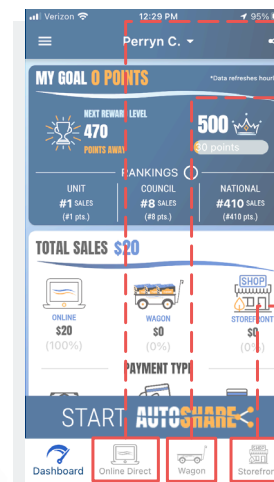 Verizon 12:29 PM 95%
Perryn C.
MY GOAL 0 POINTS *Data refreshes hourl
NEXT REWARD LEVEL
470
POINTS AWAY
500
30 points
RANKINGS
UNIT COUNCIL NATIONAL
#1 SALES #8 SALES #410 SALES
(#1 pts.) (#8 pts.) (#410 pts.)
TOTAL SALES $20
SHOP
ONLINE WAGON STOREFRONT
$20 $0 $0
(100%) (0%) (0%)
PAYMENT TYPE
START AUTOSHARE
Dashboard Online Direct Wagon Storefron